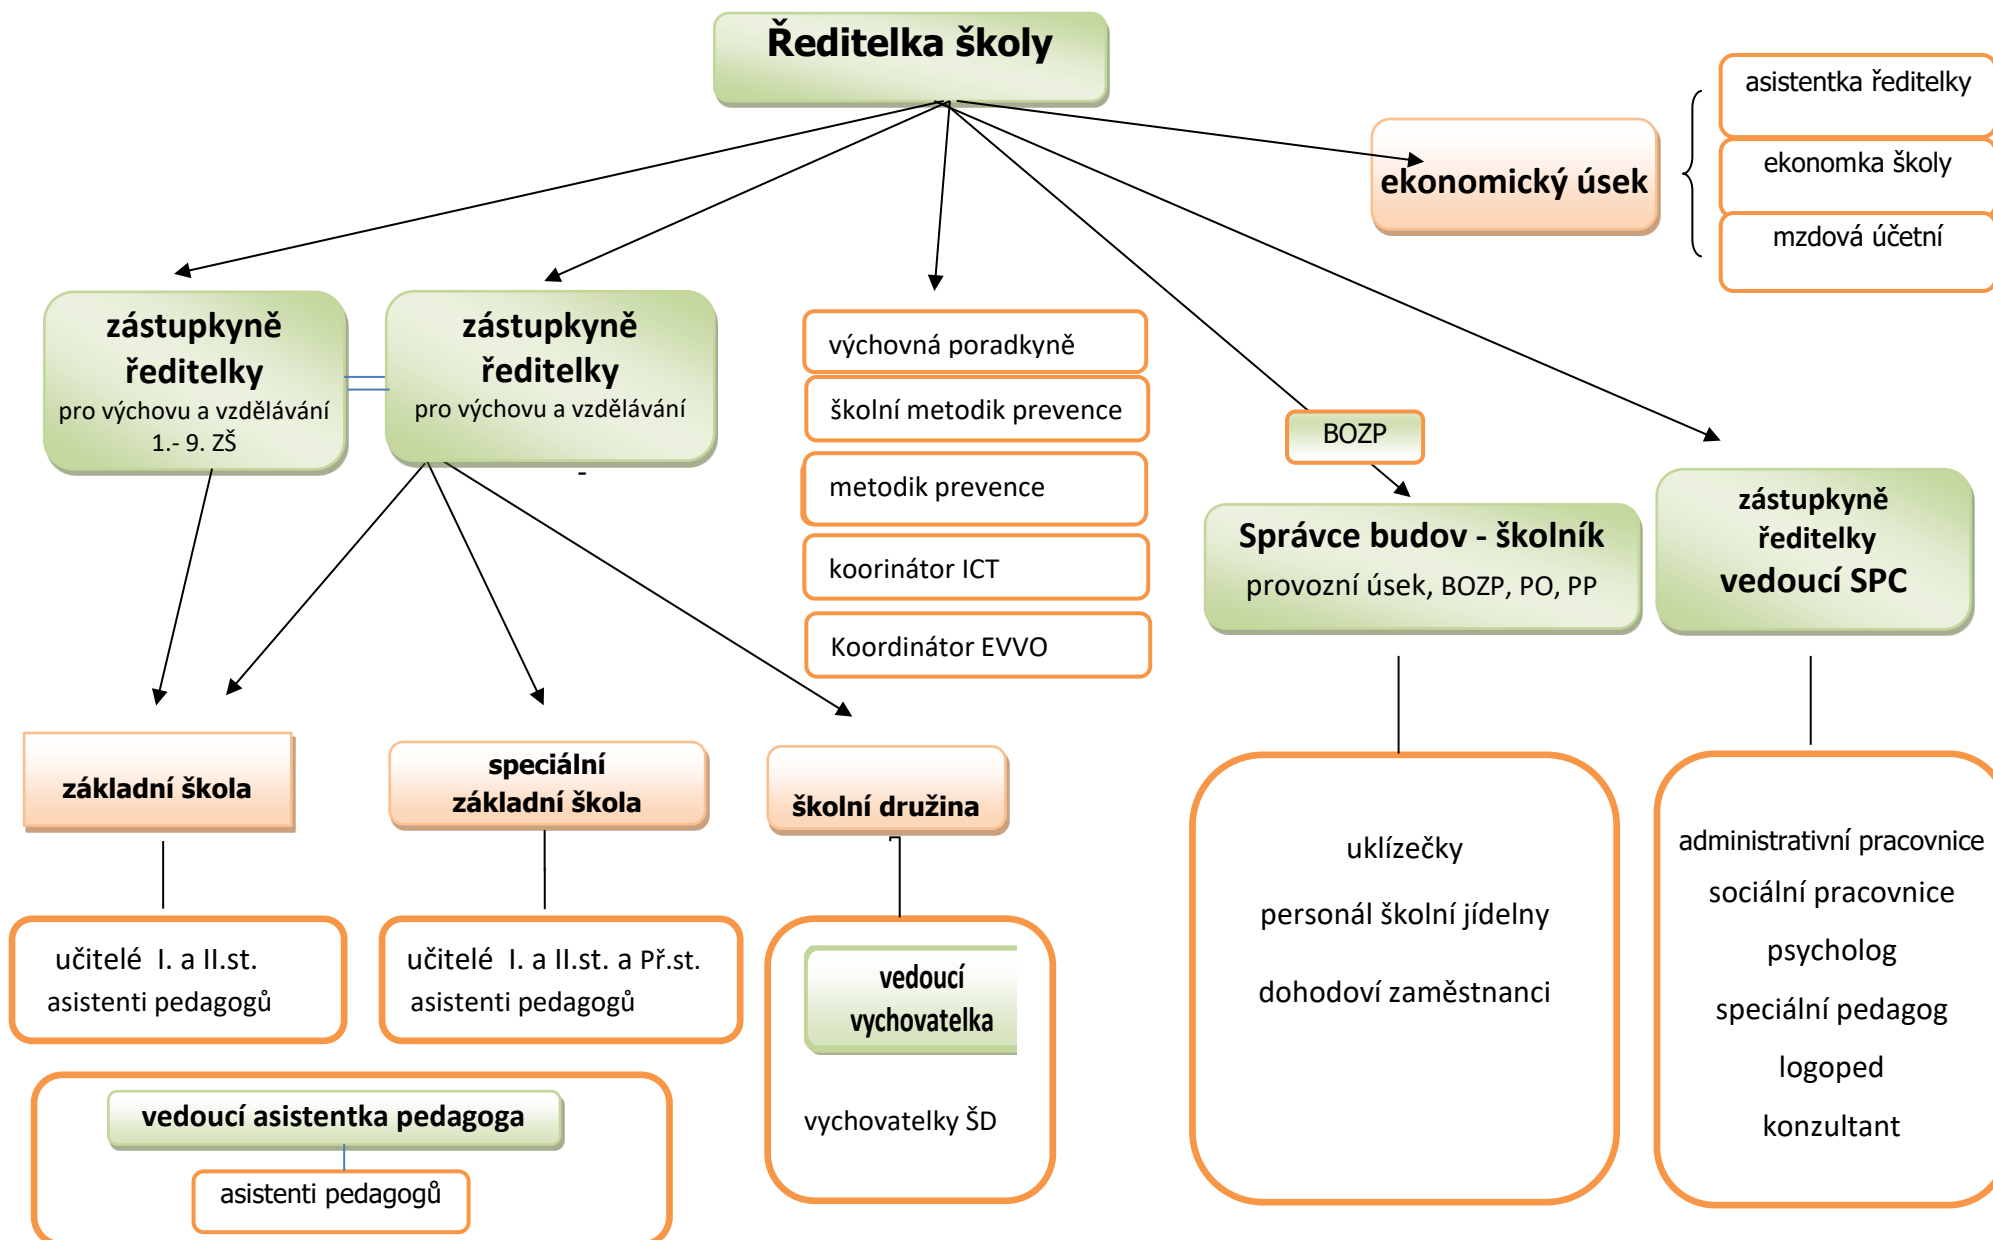 Ředitelka školy
asistentka ředitelky
ekonomický úsek
ekonomka školy
mzdová účetní
zástupkyně
ředitelky
pro výchovu a vzdělávání
1.- 9. ZŠ
zástupkyně
ředitelky
pro výchovu a vzdělávání
-
výchovná poradkyně
školní metodik prevence
metodik prevence
koorinátor ICT
Koordinátor EVVO
BOZP
Správce budov - školník
provozní úsek, BOZP, PO, PP
zástupkyně
ředitelky
vedoucí SPC
základní škola
speciální
základní škola
školní družina
učitelé I. a II.st.
asistenti pedagogů
učitelé I. a II.st. a Př.st.
asistenti pedagogů
vedoucí
vychovatelka
vychovatelky ŠD
uklízečky
personál školní jídelny
dohodoví zaměstnanci
administrativní pracovnice
sociální pracovnice
psycholog
speciální pedagog
logoped
konzultant
vedoucí asistentka pedagoga
asistenti pedagogů